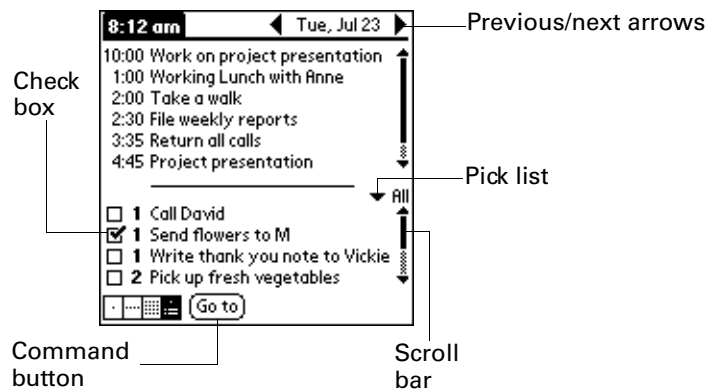 8:12 am
Tue, Jul 23
Previous/next arrows
10:00 Work on project presentation
1:00 Working Lunch with Anne
2:00 Take a walk
2:30 File weekly reports
3:35 Return all calls
4:45 Project presentation
Check
box
Pick list
All
1 Call David
1 Send flowers to M
1 Write thank you note to Vickie
2 Pick up fresh vegetables
Go to
Command
button
Scroll
bar